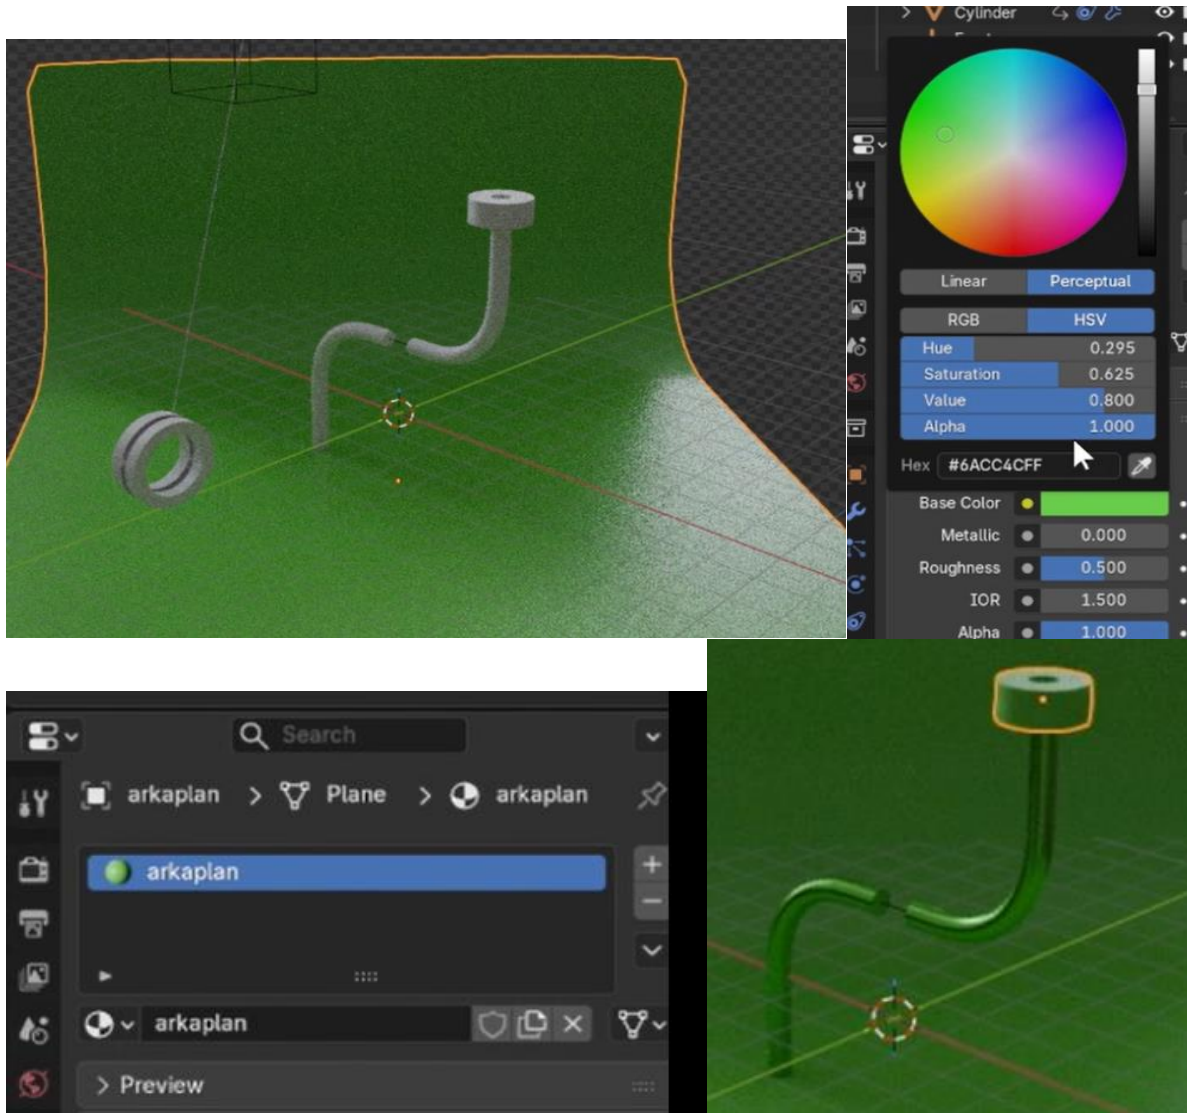 Cylinder
Linear Perceptual
RGB HSV
Hue 0.295
Saturation 0.625
Value 0.800
Alpha 1.000
Hex #6ACC4CFF
Base Color
Metallic 0.000
Roughness 0.500
IOR 1.500
Alpha 1.000
Search
arkaplan > Plane > arkaplan
arkaplan
arkaplan
Preview